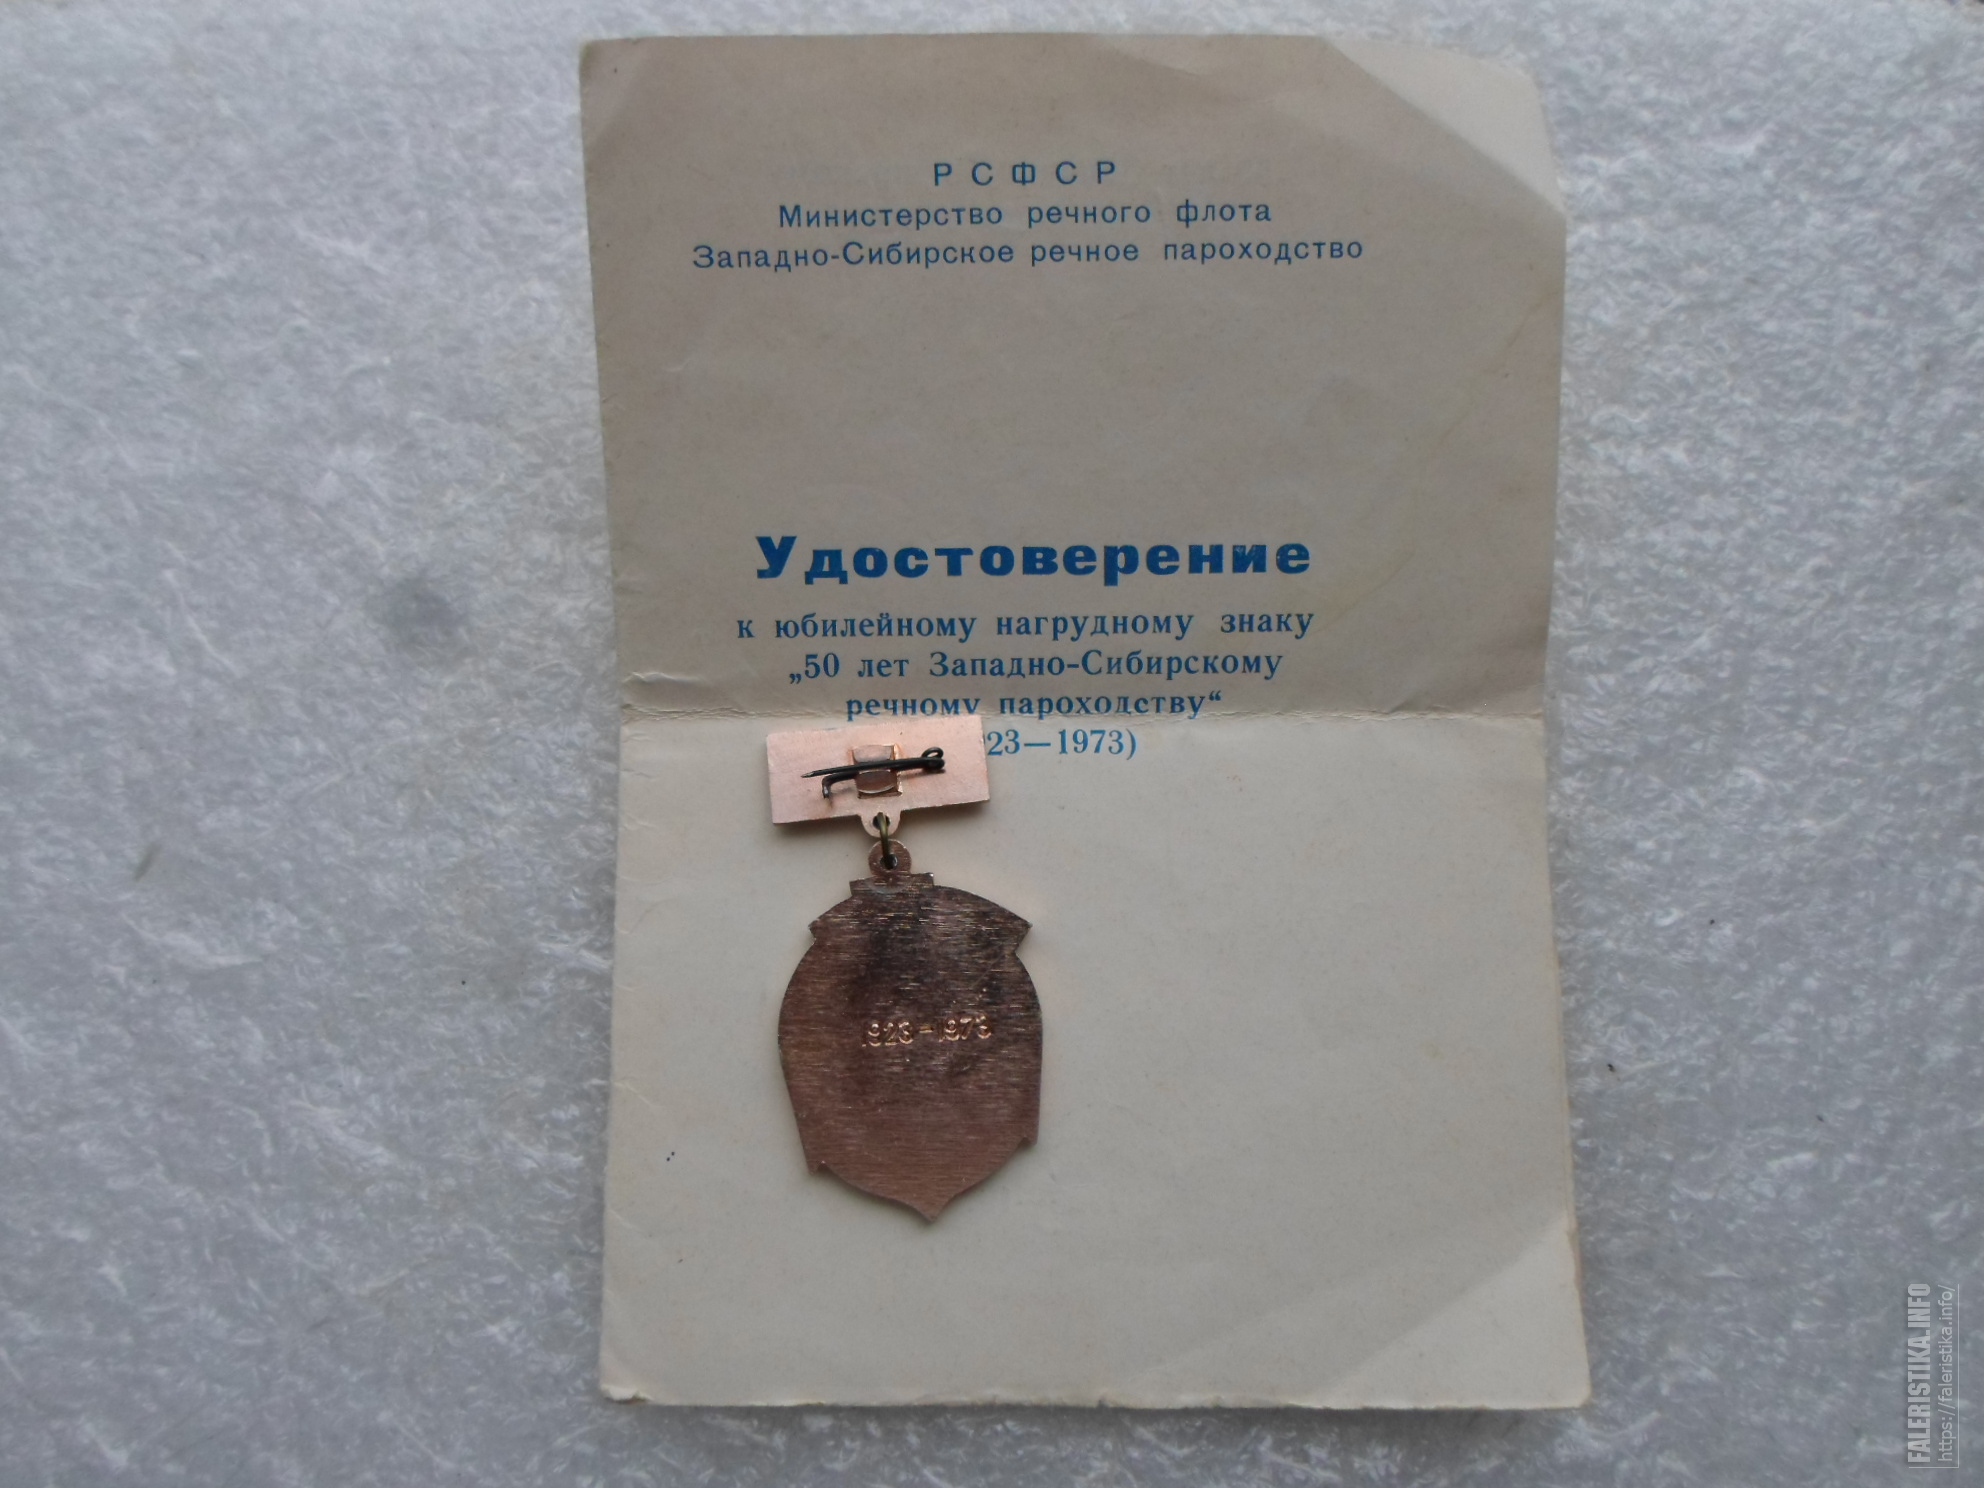 РСФСР
Министерство речного флота
Западно-Сибирское речное пароходство
Удостоверение
к юбилейному нагрудному знаку
„50 лет Западно-Сибирскому
речному пароходству“
23—1973)
1923-1973
FALERISTIKA.INFO
https://faleristika.info/